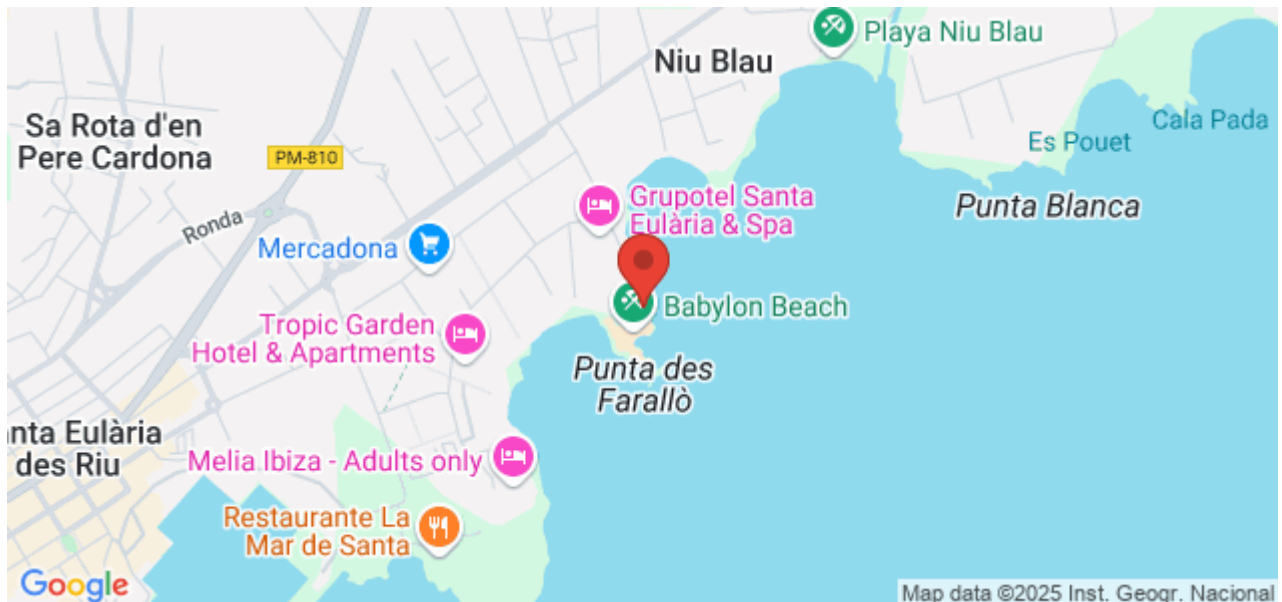 Playa Niu Blau
Niu Blau
Sa Rota d'en
Pere Cardona
Cala Pada
Es Pouet
PM-810
Grupotel Santa
Eulària & Spa
Punta Blanca
Ronda
Mercadona
Babylon Beach
Tropic Garden
Hotel & Apartments
Punta des
Farallò
nta Eulària
des Riu
Melia Ibiza - Adults only
Restaurante La
Mar de Santa
Google
Map data ©2025 Inst. Geogr. Nacional